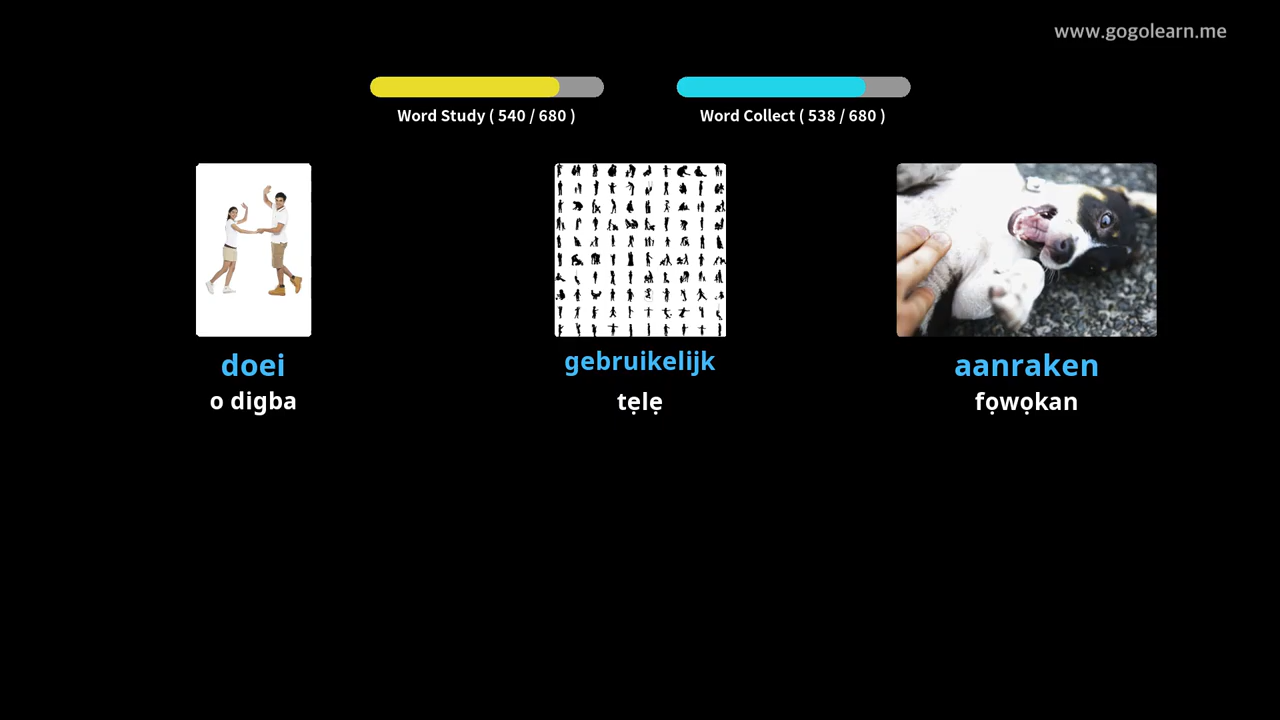 www.gogolearn.me
Word Study ( 540 / 680 )
Word Collect ( 538 / 680 )
doei
gebruikelijk
aanraken
o digba
tẹlẹ
fọwọkan